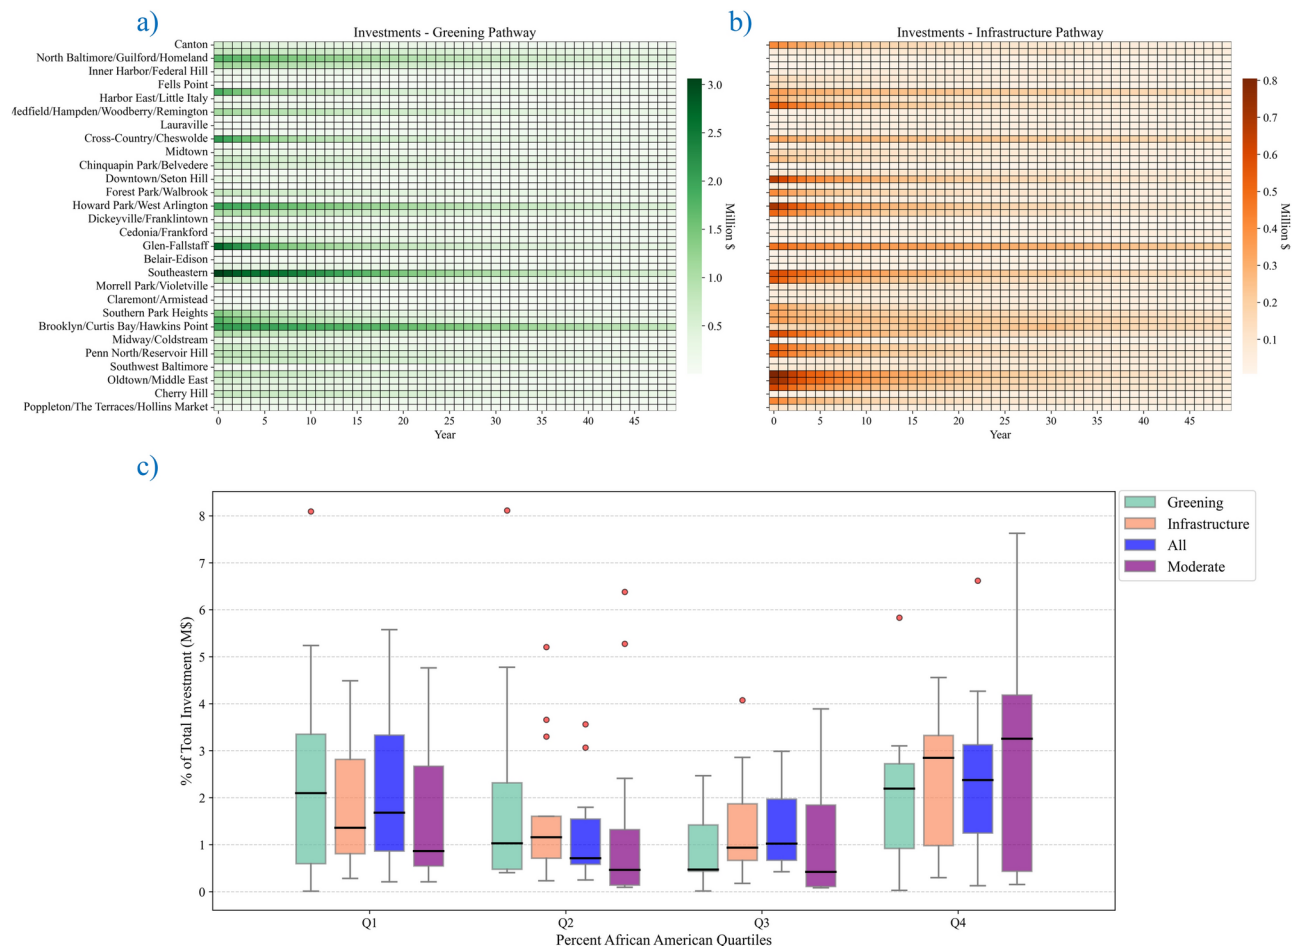 a)
Investments - Greening Pathway
Canton
North Baltimore/Guilford/Homeland
Inner Harbor/Federal Hill
Fells Point
Harbor East/Little Italy
Medfield/Hampden/Woodberry/Remington
Lauraville
Cross-Country/Cheswolde
Midtown
Chinquapin Park/Belvedere
Downtown/Seton Hill
Forest Park/Walbrook
Howard Park/West Arlington
Dickeyville/Franklintown
Cedonia/Frankford
Glen-Fallstaff
Belair-Edison
Southeastern
Morrell Park/Violetville
Claremont/Armistead
Southern Park Heights
Brooklyn/Curtis Bay/Hawkins Point
Midway/Coldstream
Penn North/Reservoir Hill
Southwest Baltimore
Oldtown/Middle East
Cherry Hill
Poppleton/The Terraces/Hollins Market
0 5 10 15 20 25 30 35 40 45
Year
3.0
2.5
2.0
1.5
1.0
0.5
Million $
b)
Investments - Infrastructure Pathway
0 5 10 15 20 25 30 35 40 45
Year
0.8
0.7
0.6
0.5
0.4
0.3
0.2
0.1
Million $
c)
% of Total Investment (M$)
8
7
6
5
4
3
2
1
0
Q1 Q2 Q3 Q4
Percent African American Quartiles
Greening
Infrastructure
All
Moderate